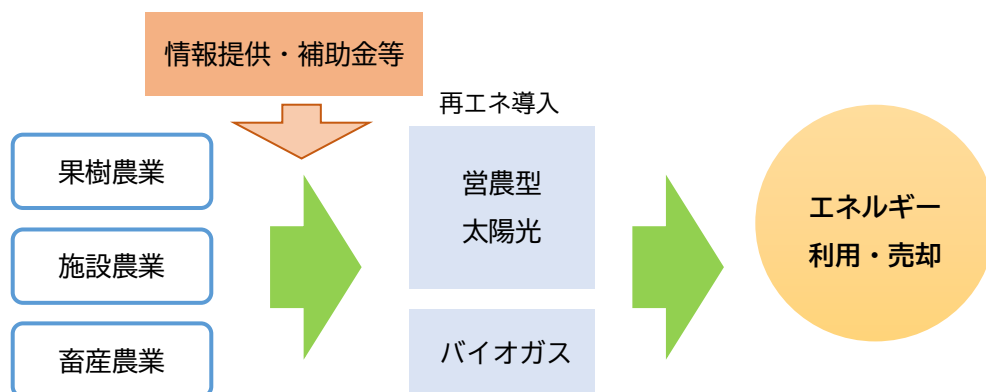 情報提供・補助金等
再エネ導入
果樹農業
施設農業
畜産農業
営農型
太陽光
バイオガス
エネルギー
利用・売却